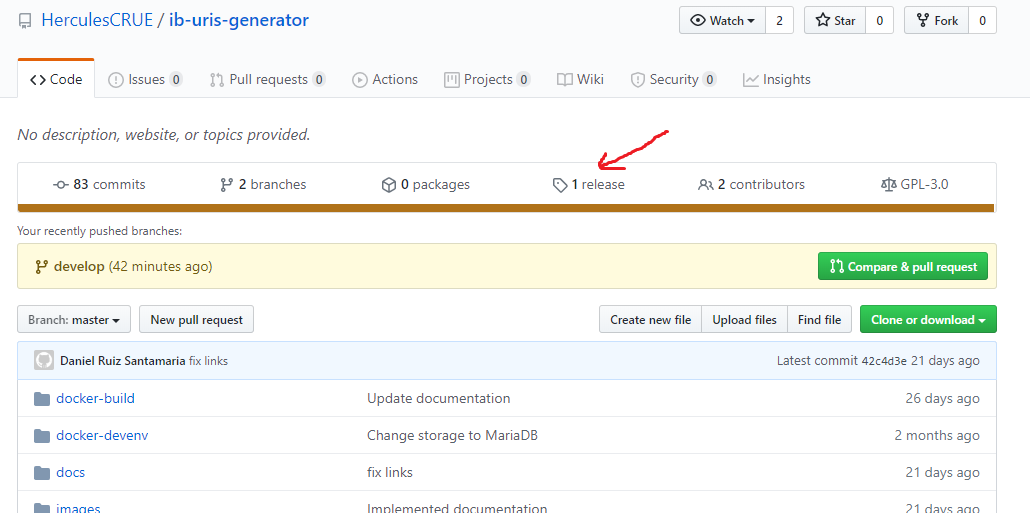 HerculesCRUE / ib-uris-generator
Watch 2 Star 0 Fork 0
Code Issues 0 Pull requests 0 Actions Projects 0 Wiki Security 0 Insights
No description, website, or topics provided.
83 commits 2 branches 0 packages 1 release 2 contributors GPL-3.0
Your recently pushed branches:
develop (42 minutes ago) Compare & pull request
Branch: master New pull request Create new file Upload files Find file Clone or download
Daniel Ruiz Santamaria fix links Latest commit 42c4d3e 21 days ago
docker-build Update documentation 26 days ago
docker-devenv Change storage to MariaDB 2 months ago
docs fix links 21 days ago
images Implemented documentation 21 days ago